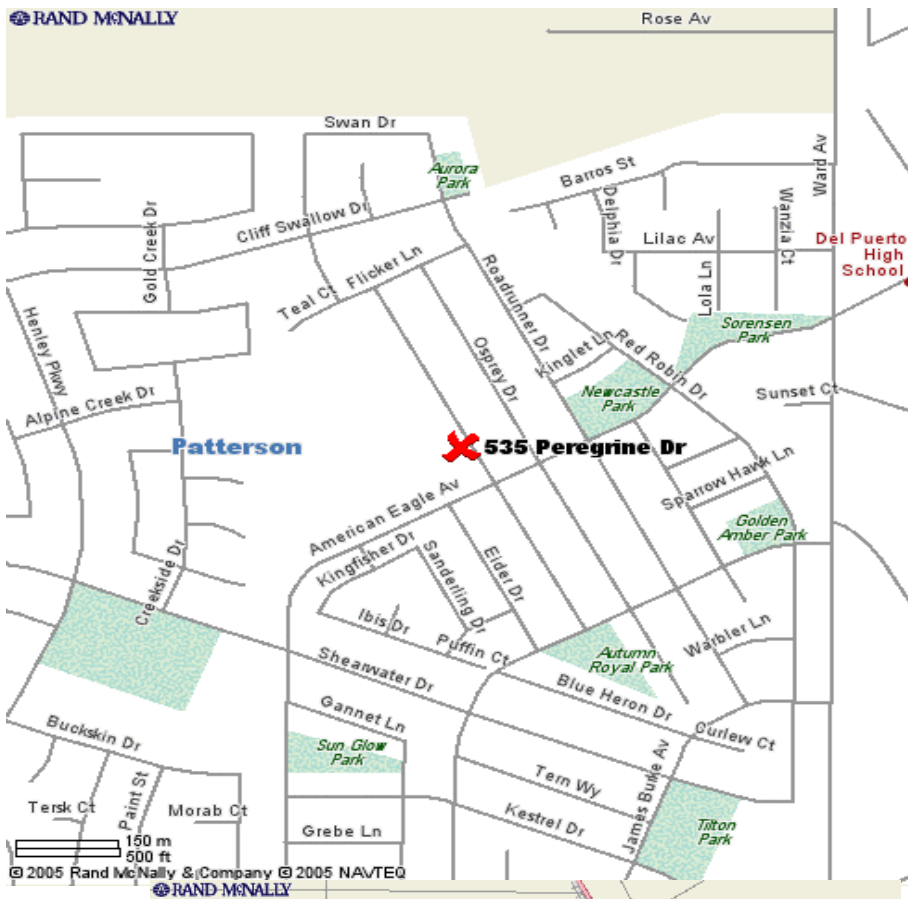 RAND McNALLY
Rose Av
Swan Dr
Ward Av
Aurora
Park
Barros St
Delphia Dr
Wanzia Ct
Gold Creek Dr
Cliff Swallow Dr
Lilac Av
Del Puerto
High
School
Flicker Ln
Teal Ct
Roadrunner Dr
Lola Ln
Henley Pkwy
Osprey Dr
Kinglet Ln
Red Robin Dr
Sorensen
Park
Alpine Creek Dr
Newcastle
Park
Sunset Ct
Patterson
535 Peregrine Dr
Sparrow Hawk Ln
American Eagle Av
Golden
Amber Park
Kingfisher Dr
Sanderling Dr
Eider Dr
Creekside Dr
Ibis Dr
Puffin Ct
Autumn
Royal Park
Warbler Ln
Shearwater Dr
Blue Heron Dr
Gannet Ln
Curlew Ct
Buckskin Dr
Sun Glow
Park
James Burke Av
Tern Wy
Paint St
Tersk Ct
Morab Ct
Kestrel Dr
Tilton
Park
Grebe Ln
150 m
500 ft
© 2005 Rand McNally & Company © 2005 NAVTEQ
RAND McNALLY